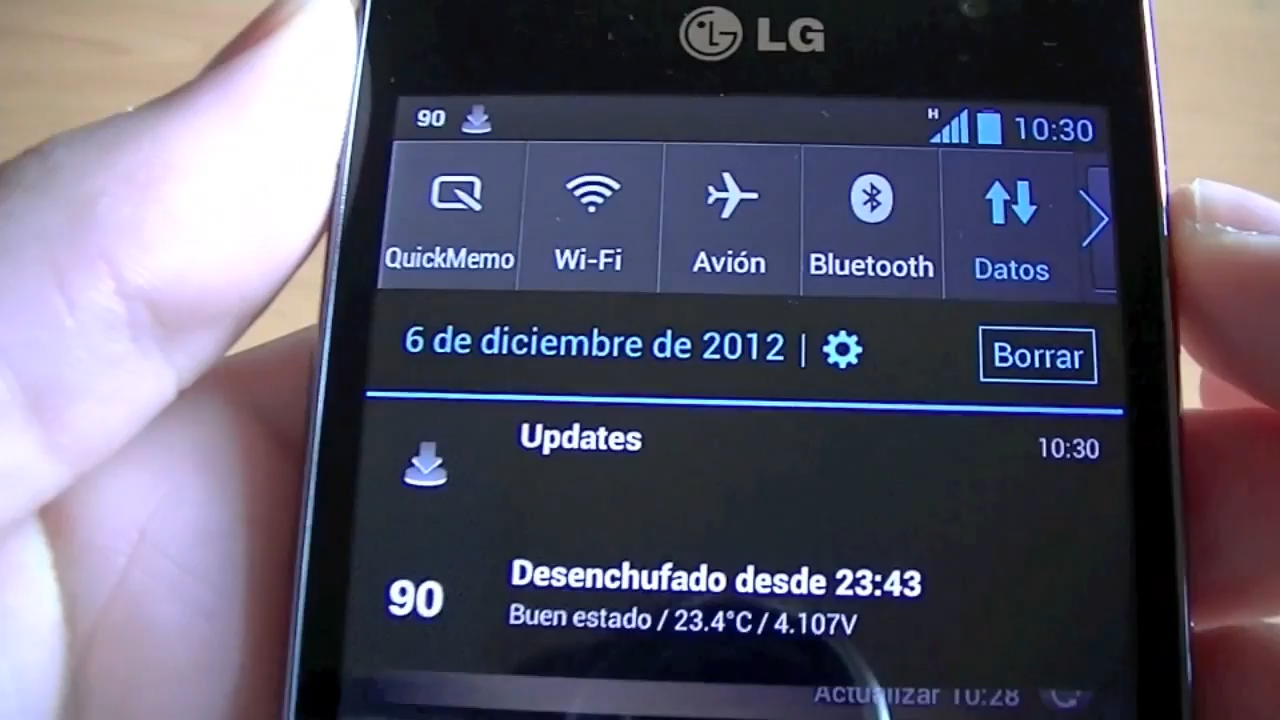 LG
90 H 10:30
QuickMemo Wi-Fi Avión Bluetooth Datos
6 de diciembre de 2012 | Borrar
Updates 10:30
90 Desenchufado desde 23:43
Buen estado / 23.4°C / 4.107V
Actualizar 10:28